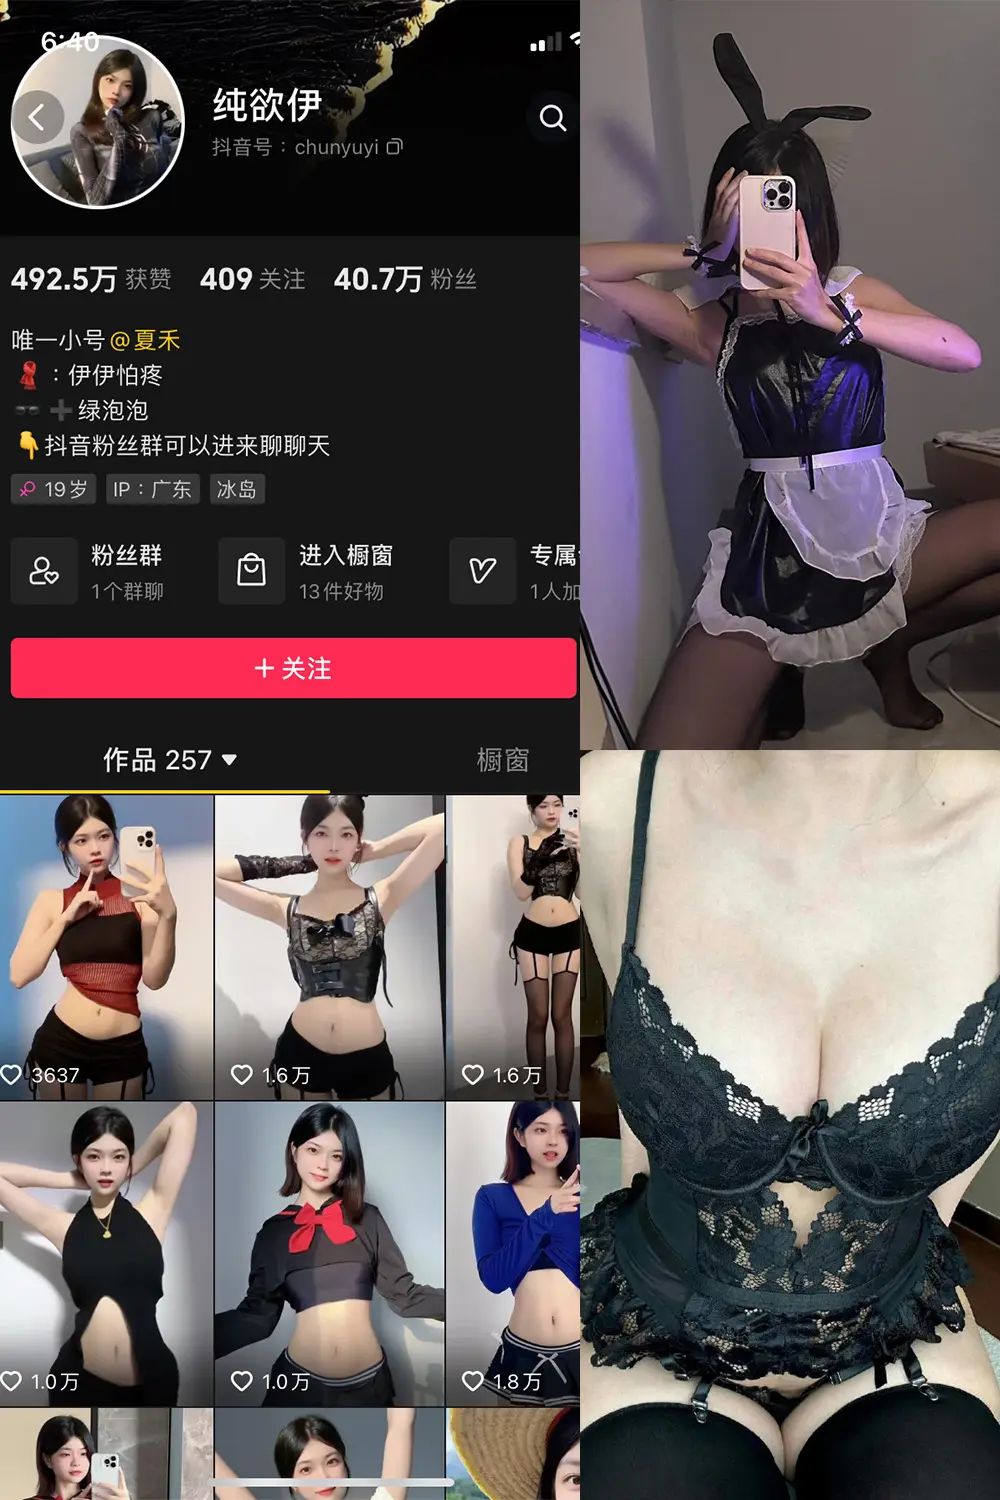 6:40
纯欲伊
抖音号：chunyuyi
492.5万 获赞 409 关注 40.7万 粉丝
唯一小号@夏禾
：伊伊怕疼
绿泡泡
抖音粉丝群可以进来聊聊天
19岁 IP：广东 冰岛
粉丝群 进入橱窗 专属
1个群聊 13件好物 1人加
关注
作品 257 橱窗
3637 1.6万 1.6万
1.0万 1.0万 1.8万